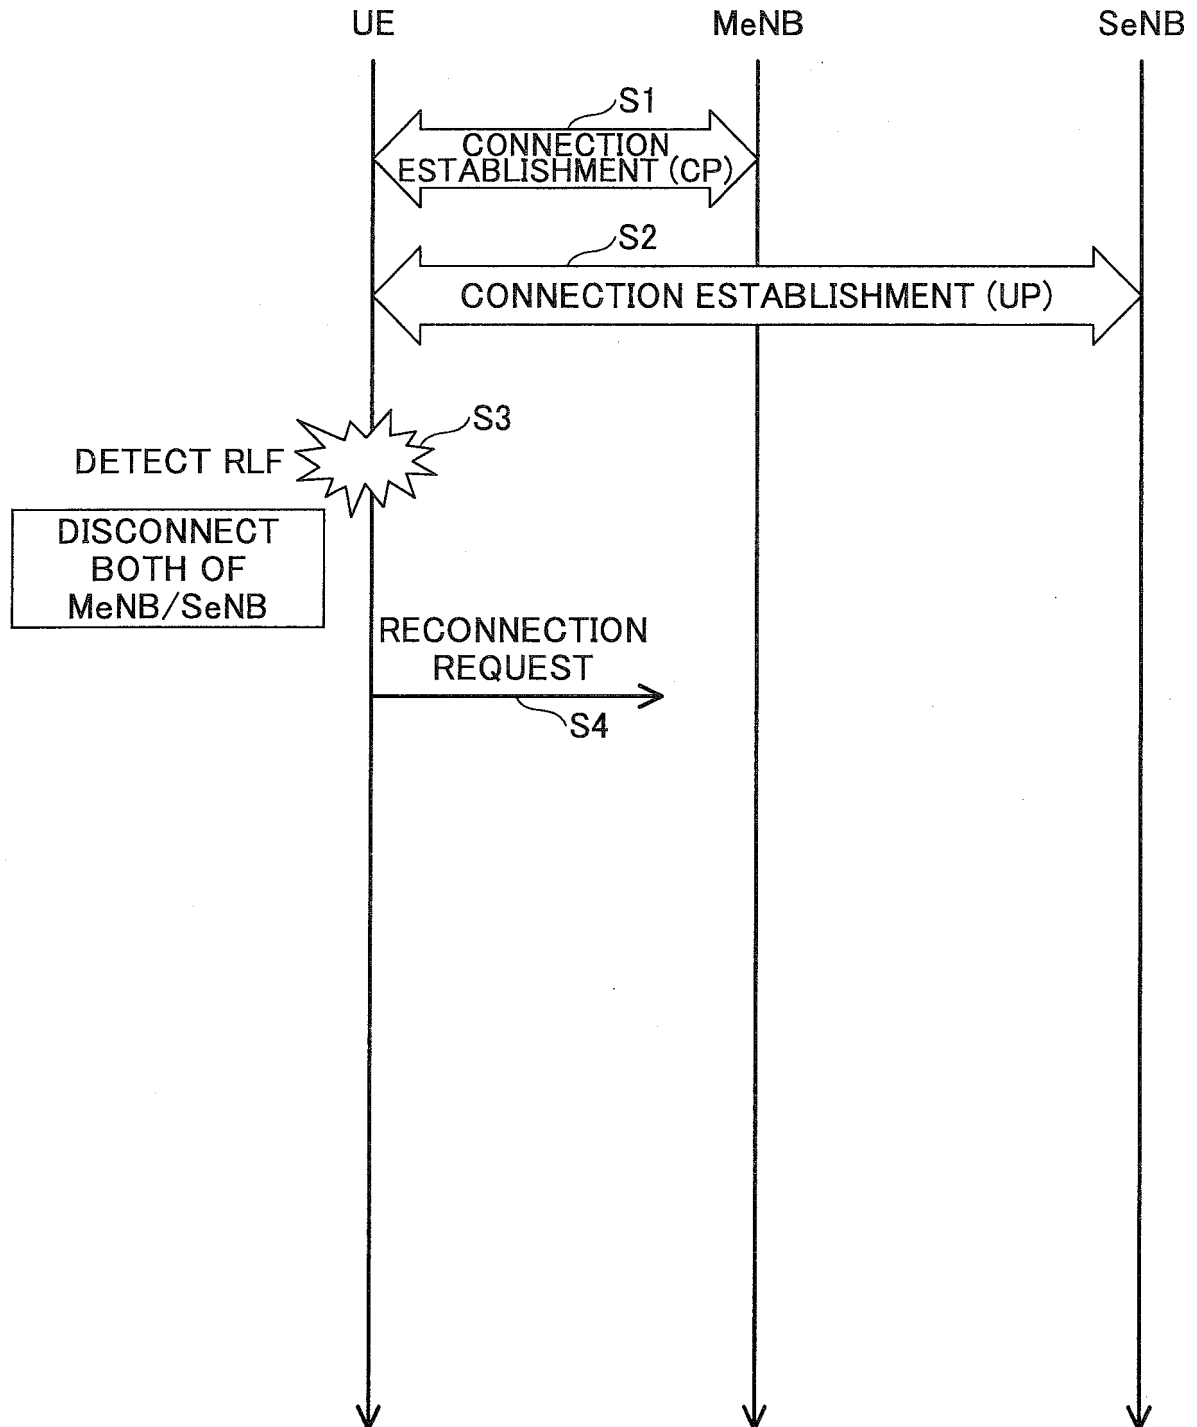 UE
MeNB
SeNB
S1
CONNECTION
ESTABLISHMENT (CP)
S2
CONNECTION ESTABLISHMENT (UP)
S3
DETECT RLF
DISCONNECT
BOTH OF
MeNB/SeNB
RECONNECTION
REQUEST
S4